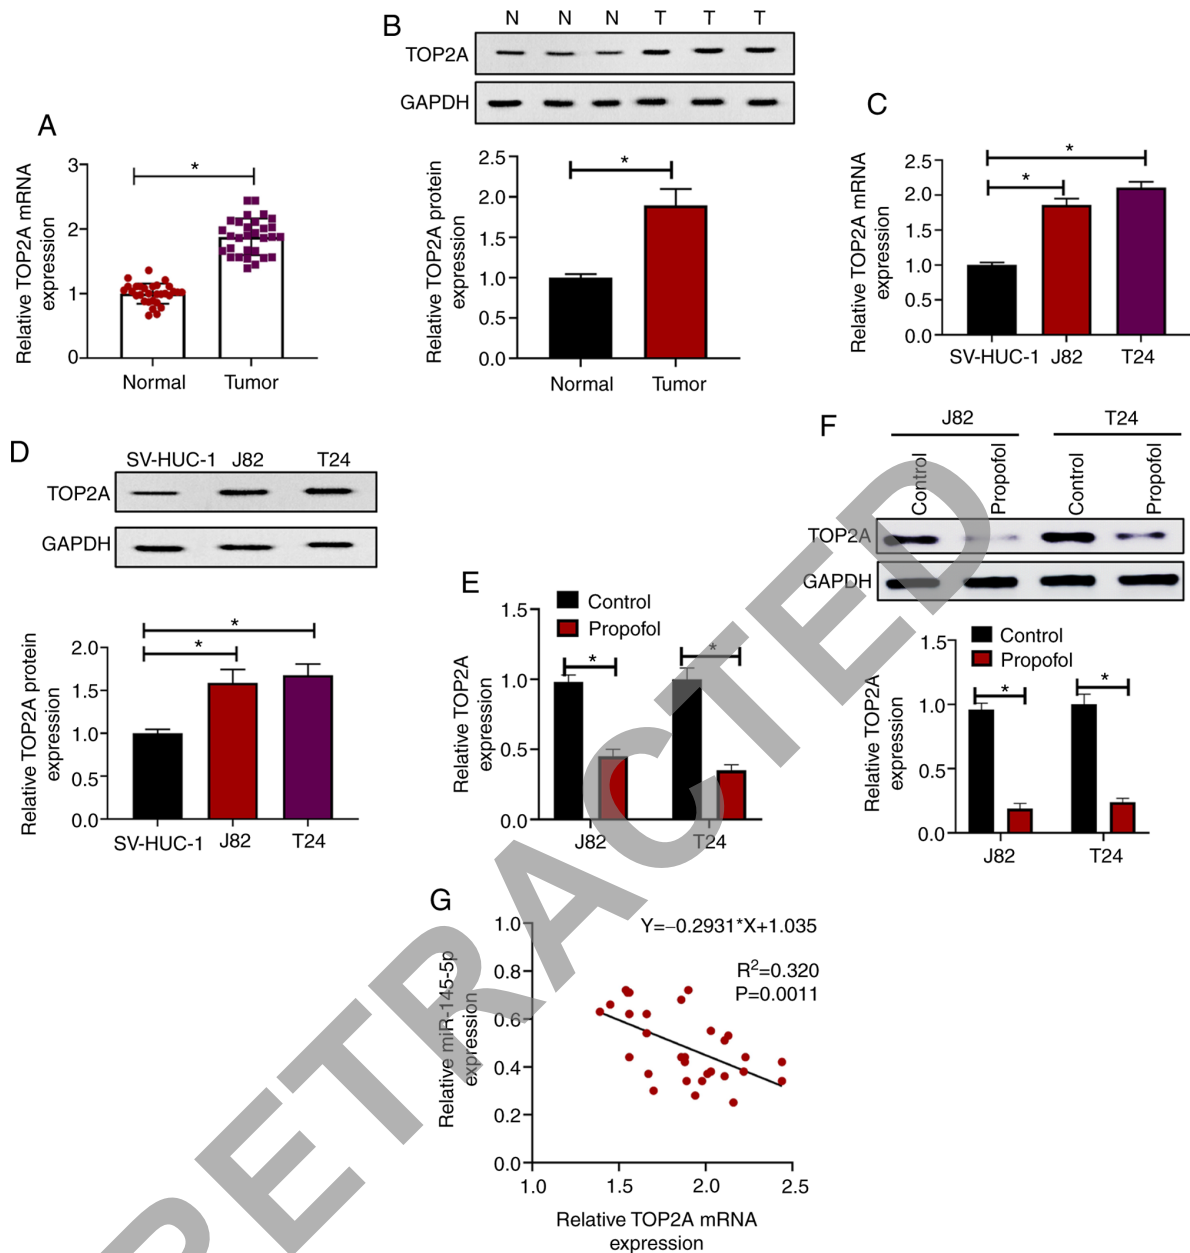 A
Relative TOP2A mRNA
expression
3
2
1
0
*
Normal Tumor
B
N N N T T T
TOP2A
GAPDH
Relative TOP2A protein
expression
2.5
2.0
1.5
1.0
0.5
0.0
*
Normal Tumor
C
Relative TOP2A mRNA
expression
2.5
2.0
1.5
1.0
0.5
0.0
*
*
SV-HUC-1 J82 T24
D
SV-HUC-1 J82 T24
TOP2A
GAPDH
Relative TOP2A protein
expression
2.0
1.5
1.0
0.5
0.0
*
*
SV-HUC-1 J82 T24
E
Control
Propofol
Relative TOP2A
expression
1.5
1.0
0.5
0.0
* *
J82 T24
F
J82 T24
Control Propofol Control Propofol
TOP2A
GAPDH
Control
Propofol
Relative TOP2A
expression
1.5
1.0
0.5
0.0
* *
J82 T24
G
Y=−0.2931*X+1.035
R²=0.320
P=0.0011
Relative miR-145-5p
expression
1.0
0.8
0.6
0.4
0.2
0.0
1.0 1.5 2.0 2.5
Relative TOP2A mRNA
expression
RETRACTED